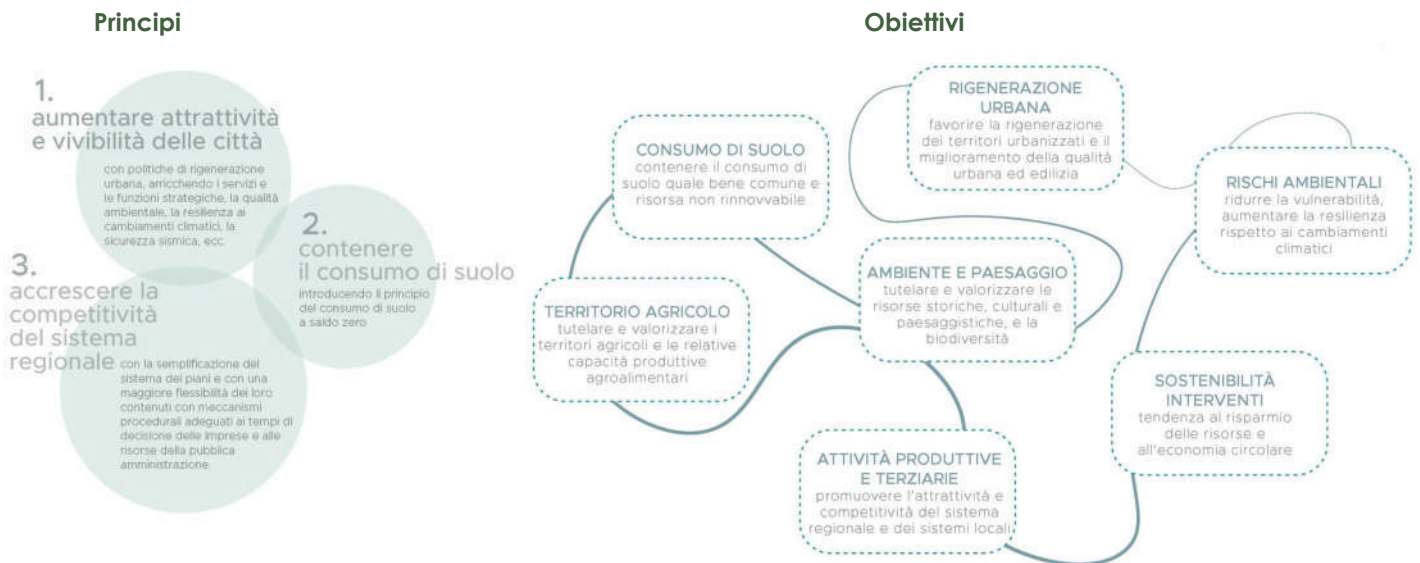 Principi
1.
aumentare attrattività
e vivibilità delle città
con politiche di rigenerazione
urbana, arricchendo i servizi e
le funzioni strategiche, la qualità
ambientale, la resilienza ai
cambiamenti climatici, la
sicurezza sismica, ecc.
2.
contenere
il consumo di suolo
introducendo il principio
del consumo di suolo
a saldo zero
3.
accrescere la
competitività
del sistema
regionale
con la semplificazione del
sistema dei piani e con una
maggiore flessibilità dei loro
contenuti con meccanismi
procedurali adeguati ai tempi di
decisione delle imprese e alle
risorse della pubblica
amministrazione.
Obiettivi
CONSUMO DI SUOLO
contenere il consumo di
suolo quale bene comune e
risorsa non rinnovvabile
RIGENERAZIONE
URBANA
favorire la rigenerazione
dei territori urbanizzati e il
miglioramento della qualità
urbana ed edilizia
RISCHI AMBIENTALI
ridurre la vulnerabilità,
aumentare la resilienza
rispetto ai cambiamenti
climatici
TERRITORIO AGRICOLO
tutelare e valorizzare i
territori agricoli e le relative
capacità produttive
agroalimentari
AMBIENTE E PAESAGGIO
tutelare e valorizzare le
risorse storiche, culturali e
paesaggistiche, e la
biodiversità
SOSTENIBILITÀ
INTERVENTI
tendenza al risparmio
delle risorse e
all'economia circolare
ATTIVITÀ PRODUTTIVE
E TERZIARIE
promuovere l'attrattività e
competitività del sistema
regionale e dei sistemi locali